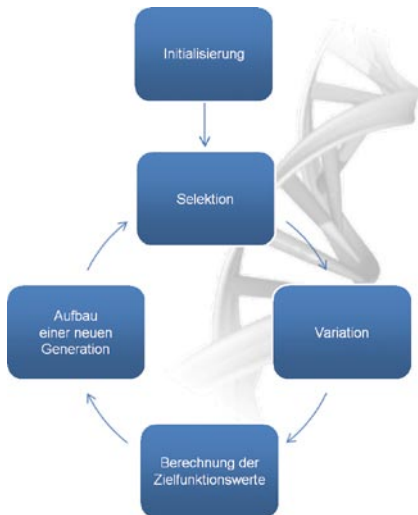 Initialisierung
Selektion
Variation
Berechnung der
Zielfunktionswerte
Aufbau
einer neuen
Generation